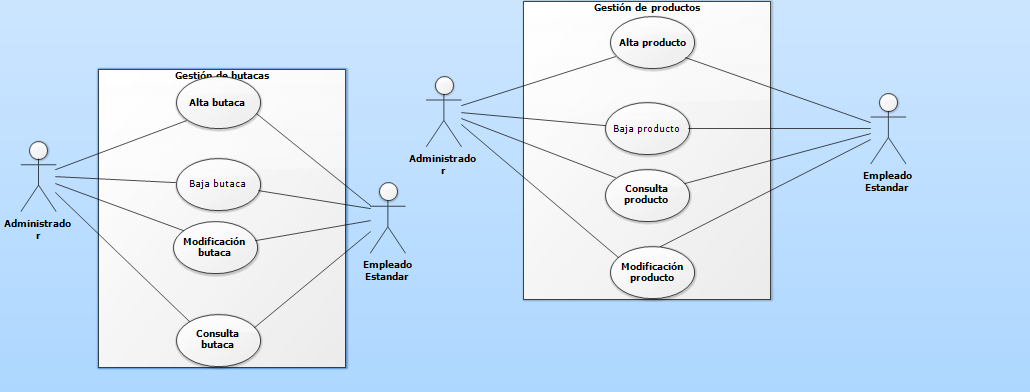 Gestión de butacas
Alta butaca
Baja butaca
Modificación
butaca
Consulta
butaca
Administrado
r
Empleado
Estandar
Gestión de productos
Alta producto
Baja producto
Consulta
producto
Modificación
producto
Administrado
r
Empleado
Estandar